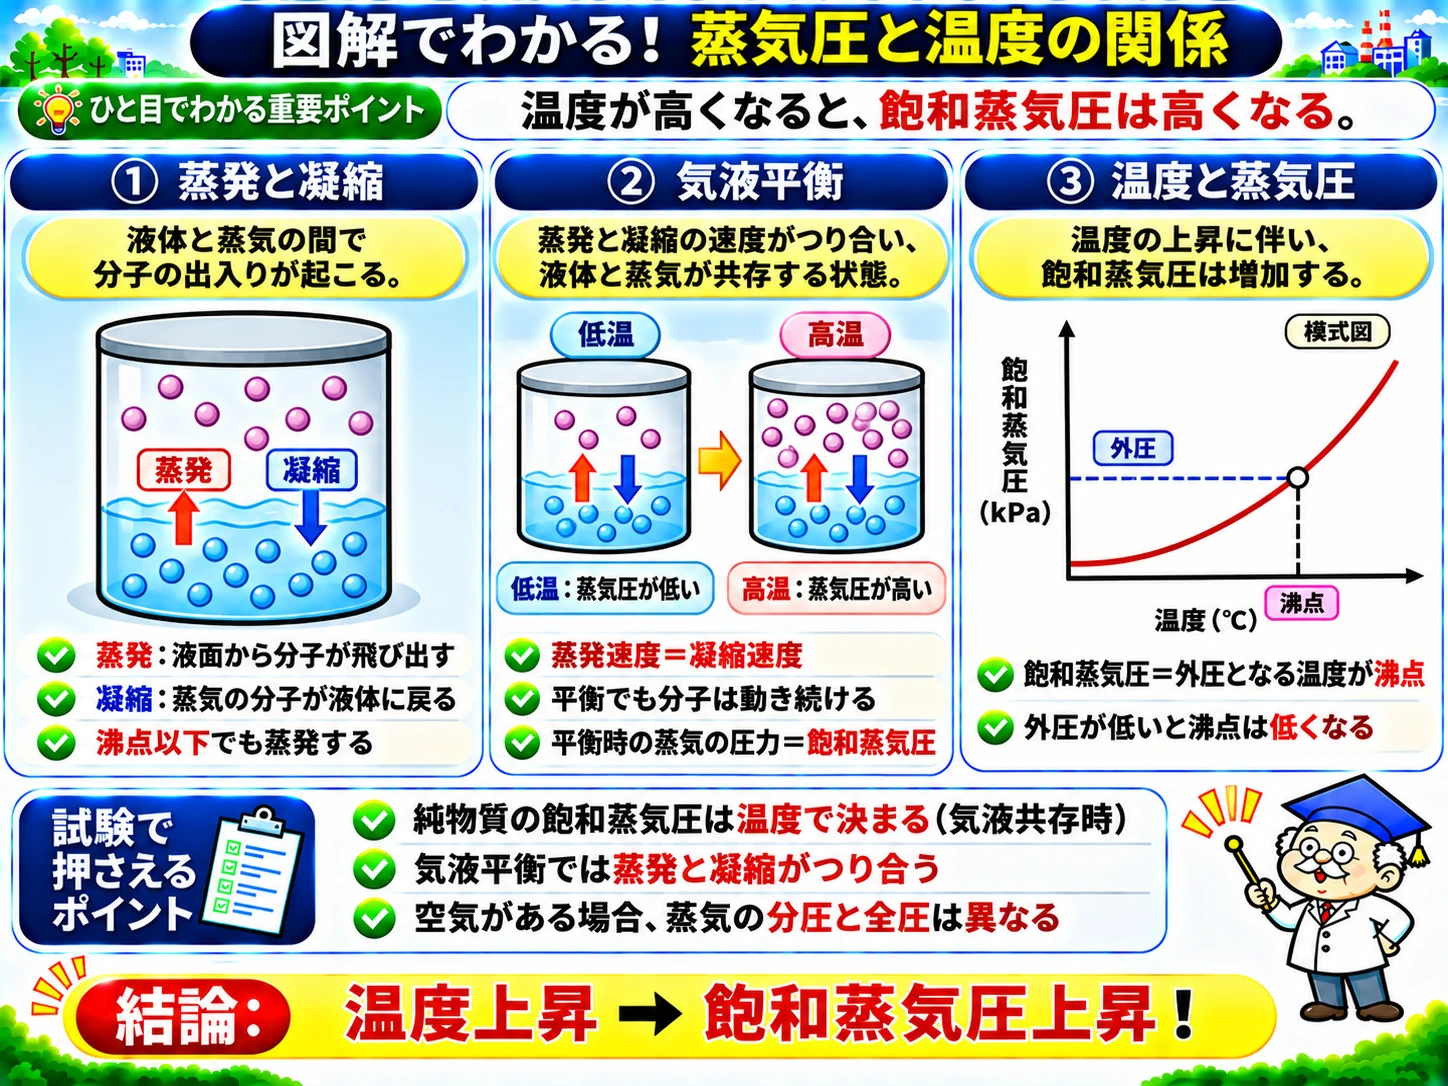 図解でわかる！ 蒸気圧と温度の関係
ひと目でわかる重要ポイント
温度が高くなると、飽和蒸気圧は高くなる。
① 蒸発と凝縮
液体と蒸気の間で
分子の出入りが起こる。
蒸発
凝縮
蒸発：液面から分子が飛び出す
凝縮：蒸気の分子が液体に戻る
沸点以下でも蒸発する
② 気液平衡
蒸発と凝縮の速度がつり合い、
液体と蒸気が共存する状態。
低温
高温
低温：蒸気圧が低い
高温：蒸気圧が高い
蒸発速度＝凝縮速度
平衡でも分子は動き続ける
平衡時の蒸気の圧力＝飽和蒸気圧
③ 温度と蒸気圧
温度の上昇に伴い、
飽和蒸気圧は増加する。
模式図
飽和蒸気圧
(kPa)
外圧
沸点
温度(℃)
飽和蒸気圧＝外圧となる温度が沸点
外圧が低いと沸点は低くなる
試験で
押さえる
ポイント
純物質の飽和蒸気圧は温度で決まる（気液共存時）
気液平衡では蒸発と凝縮がつり合う
空気がある場合、蒸気の分圧と全圧は異なる
結論：
温度上昇 → 飽和蒸気圧上昇！